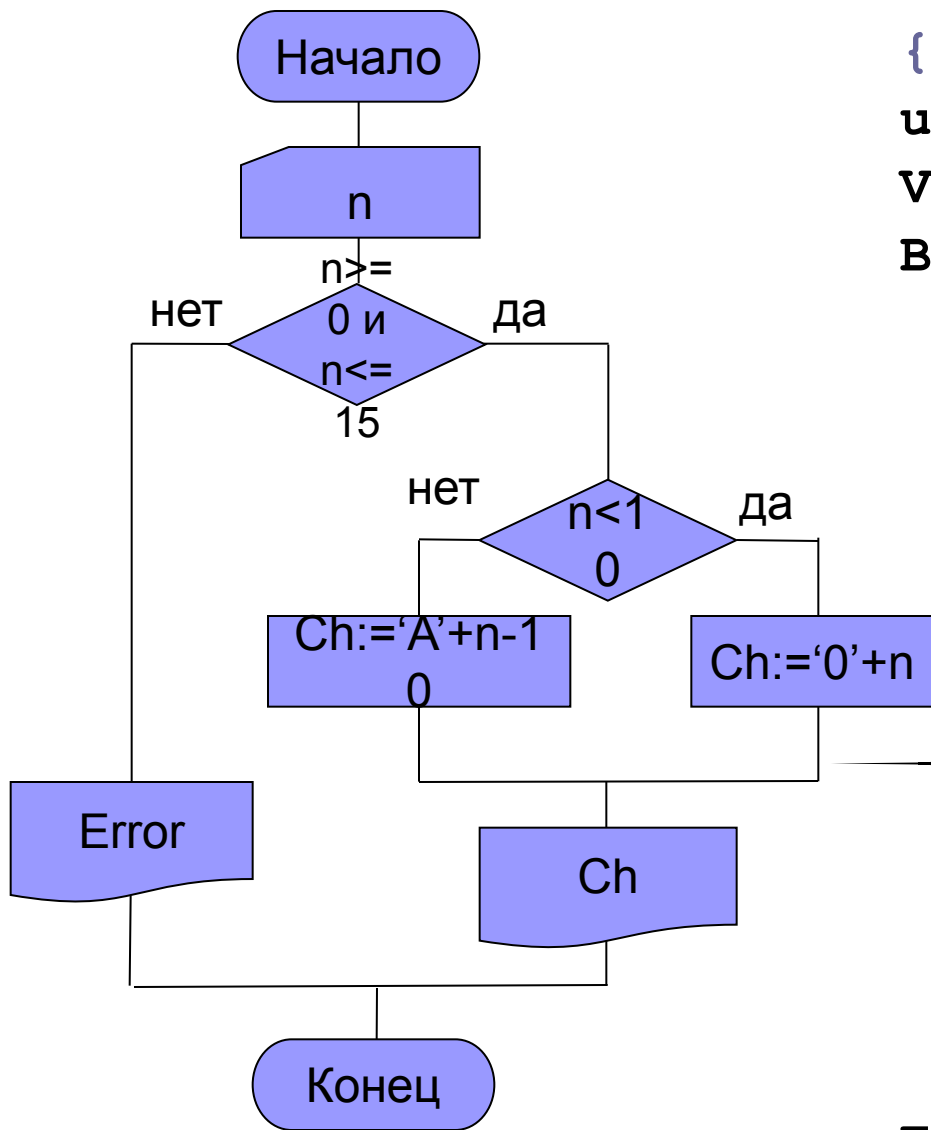 Начало
{
u
V
B
n
n>=
0 и
n<=
15
нет
да
n<1
0
нет
да
Ch:=‘A’+n-1
0
Ch:=‘0’+n
Error
Ch
Конец